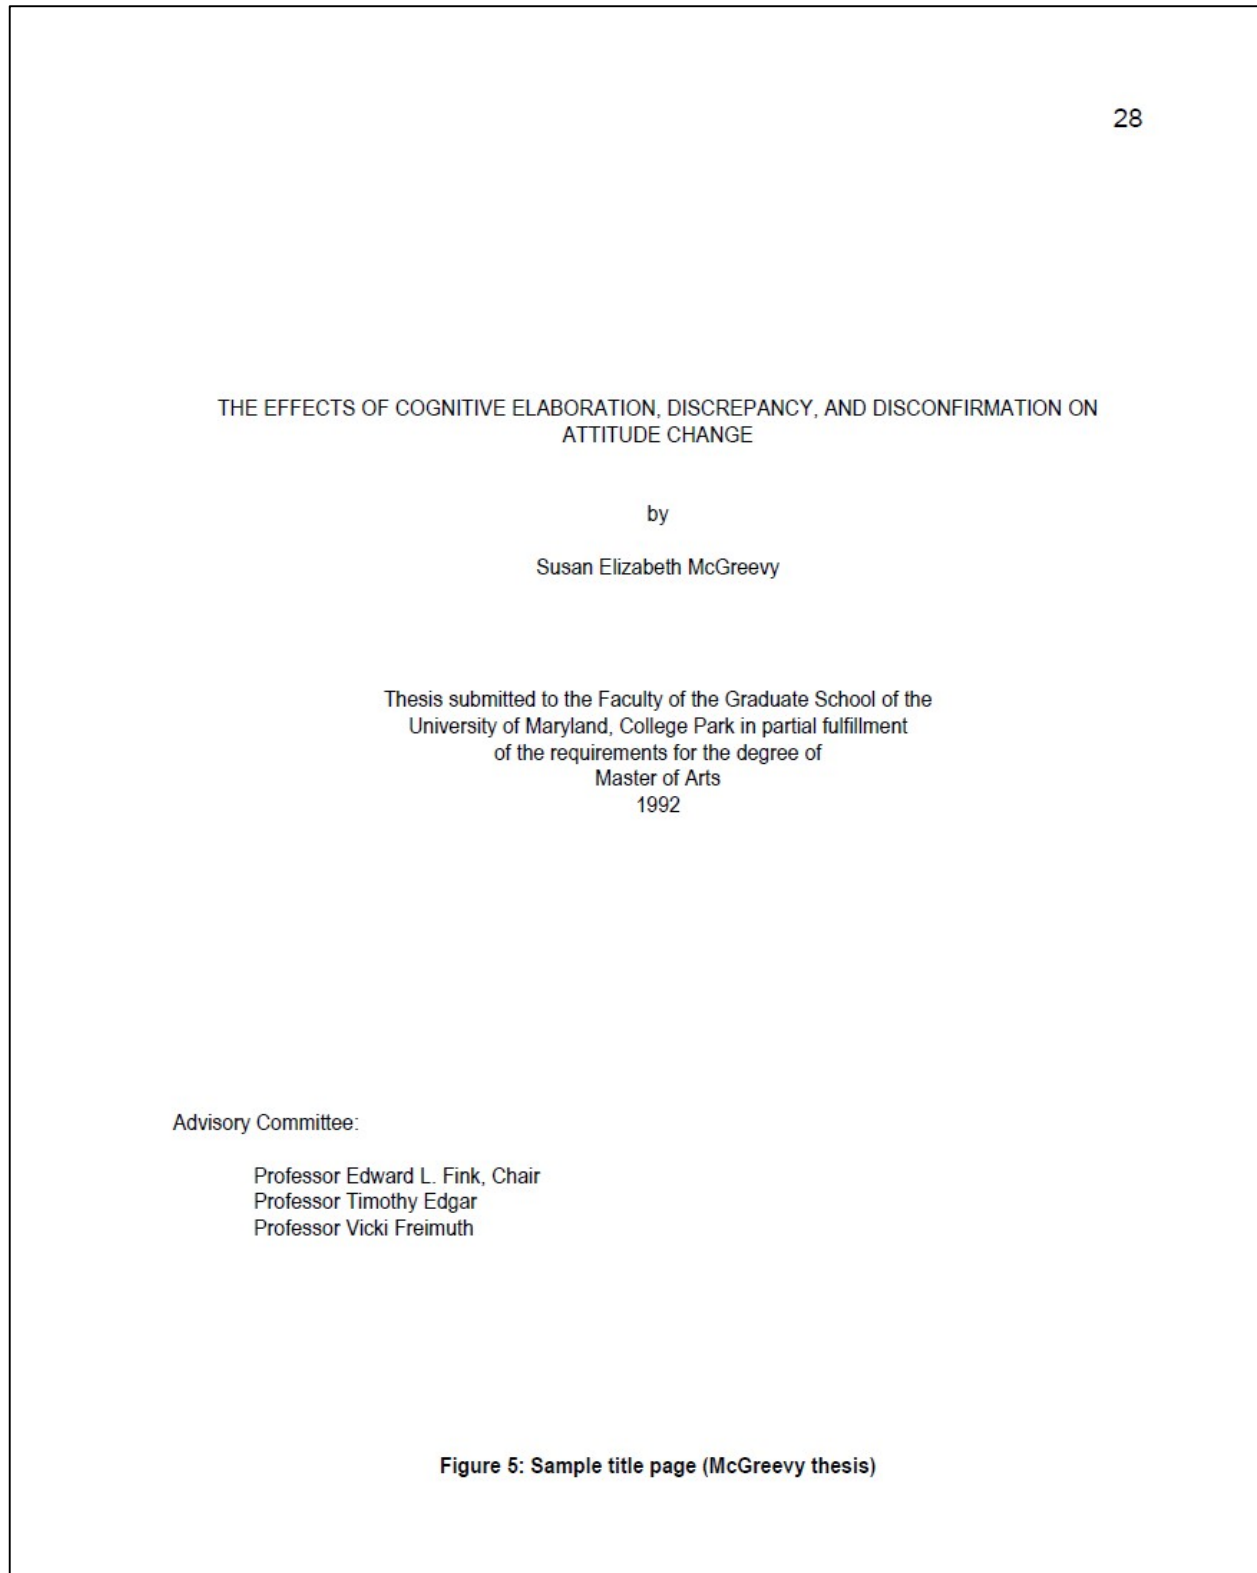 28
THE EFFECTS OF COGNITIVE ELABORATION, DISCREPANCY, AND DISCONFIRMATION ON
ATTITUDE CHANGE
by
Susan Elizabeth McGreevy
Thesis submitted to the Faculty of the Graduate School of the
University of Maryland, College Park in partial fulfillment
of the requirements for the degree of
Master of Arts
1992
Advisory Committee:
Professor Edward L. Fink, Chair
Professor Timothy Edgar
Professor Vicki Freimuth
Figure 5: Sample title page (McGreevy thesis)